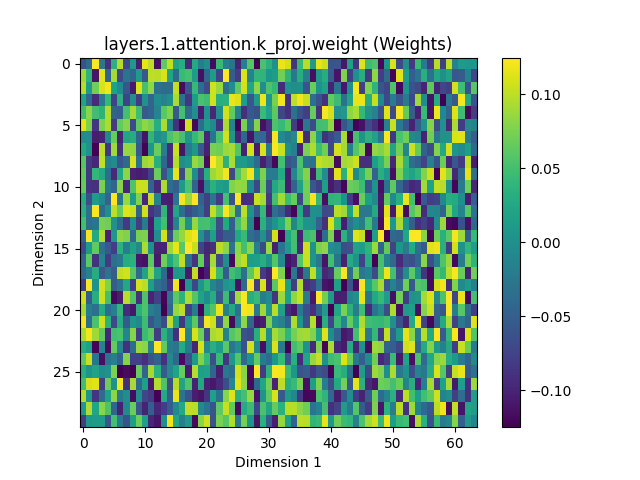 layers.1.attention.k_proj.weight (Weights)
0
5
10
15
20
25
Dimension 2
0 10 20 30 40 50 60
Dimension 1
0.10
0.05
0.00
−0.05
−0.10